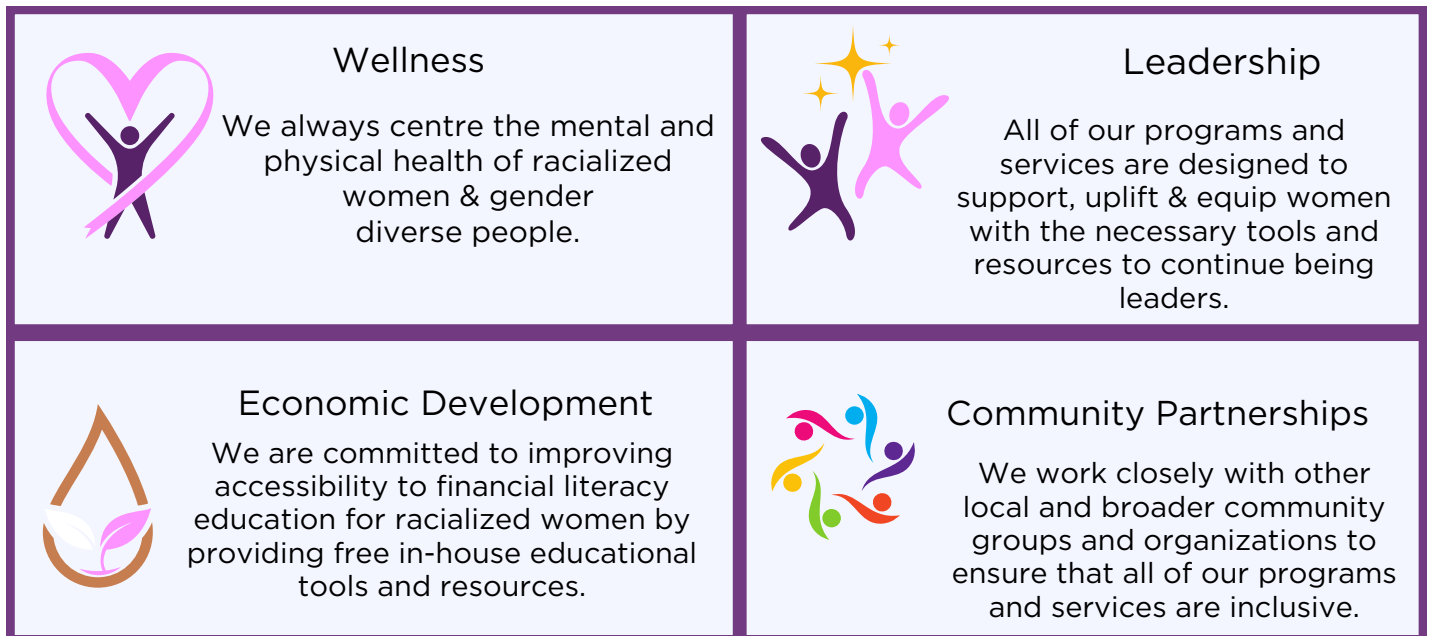 Wellness
We always centre the mental and
physical health of racialized
women & gender
diverse people.
Leadership
All of our programs and
services are designed to
support, uplift & equip women
with the necessary tools and
resources to continue being
leaders.
Economic Development
We are committed to improving
accessibility to financial literacy
education for racialized women by
providing free in-house educational
tools and resources.
Community Partnerships
We work closely with other
local and broader community
groups and organizations to
ensure that all of our programs
and services are inclusive.